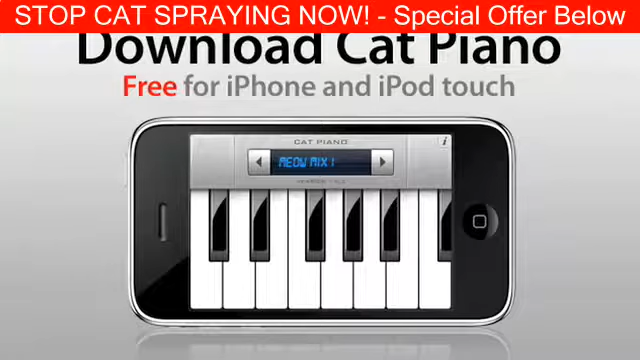 STOP CAT SPRAYING NOW! - Special Offer Below
Download Cat Piano
Free for iPhone and iPod touch
CAT PIANO
i
MEOW MIX!